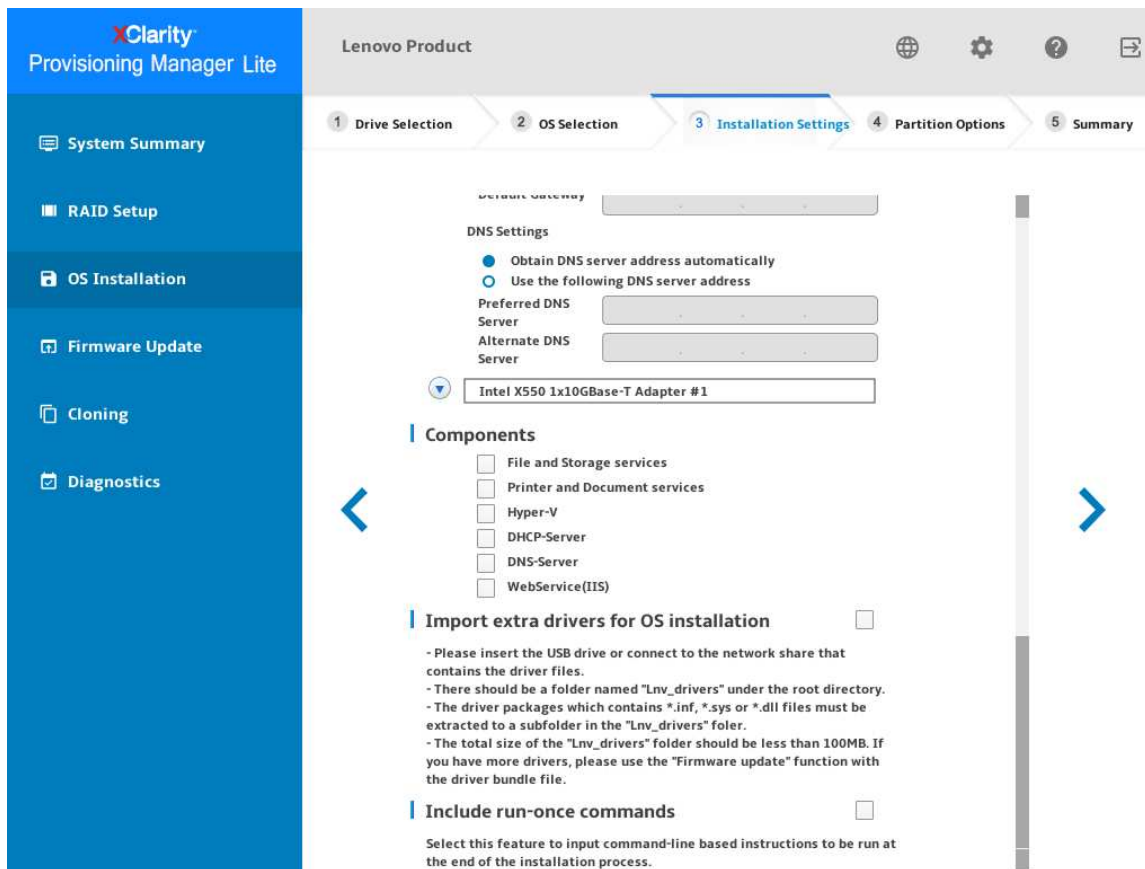 XClarity
Provisioning Manager Lite
Lenovo Product
System Summary
RAID Setup
OS Installation
Firmware Update
Cloning
Diagnostics
1 Drive Selection
2 OS Selection
3 Installation Settings
4 Partition Options
5 Summary
Default Gateway
DNS Settings
Obtain DNS server address automatically
Use the following DNS server address
Preferred DNS
Server
Alternate DNS
Server
Intel X550 1x10GBase-T Adapter #1
Components
File and Storage services
Printer and Document services
Hyper-V
DHCP-Server
DNS-Server
WebService(IIS)
Import extra drivers for OS installation
- Please insert the USB drive or connect to the network share that
contains the driver files.
- There should be a folder named "Lnv_drivers" under the root directory.
- The driver packages which contains *.inf, *.sys or *.dll files must be
extracted to a subfolder in the "Lnv_drivers" foler.
- The total size of the "Lnv_drivers" folder should be less than 100MB. If
you have more drivers, please use the "Firmware update" function with
the driver bundle file.
Include run-once commands
Select this feature to input command-line based instructions to be run at
the end of the installation process.